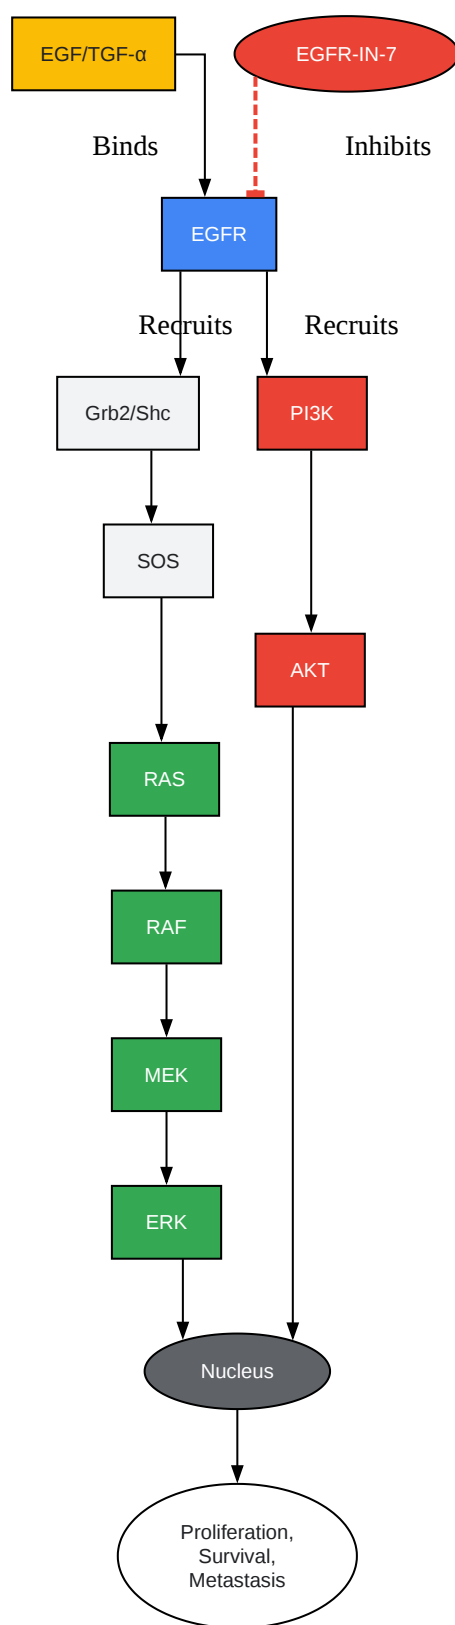 EGF/TGF-α
EGFR-IN-7
Binds
Inhibits
EGFR
Recruits
Recruits
Grb2/Shc
PI3K
SOS
AKT
RAS
RAF
MEK
ERK
Nucleus
Proliferation,
Survival,
Metastasis